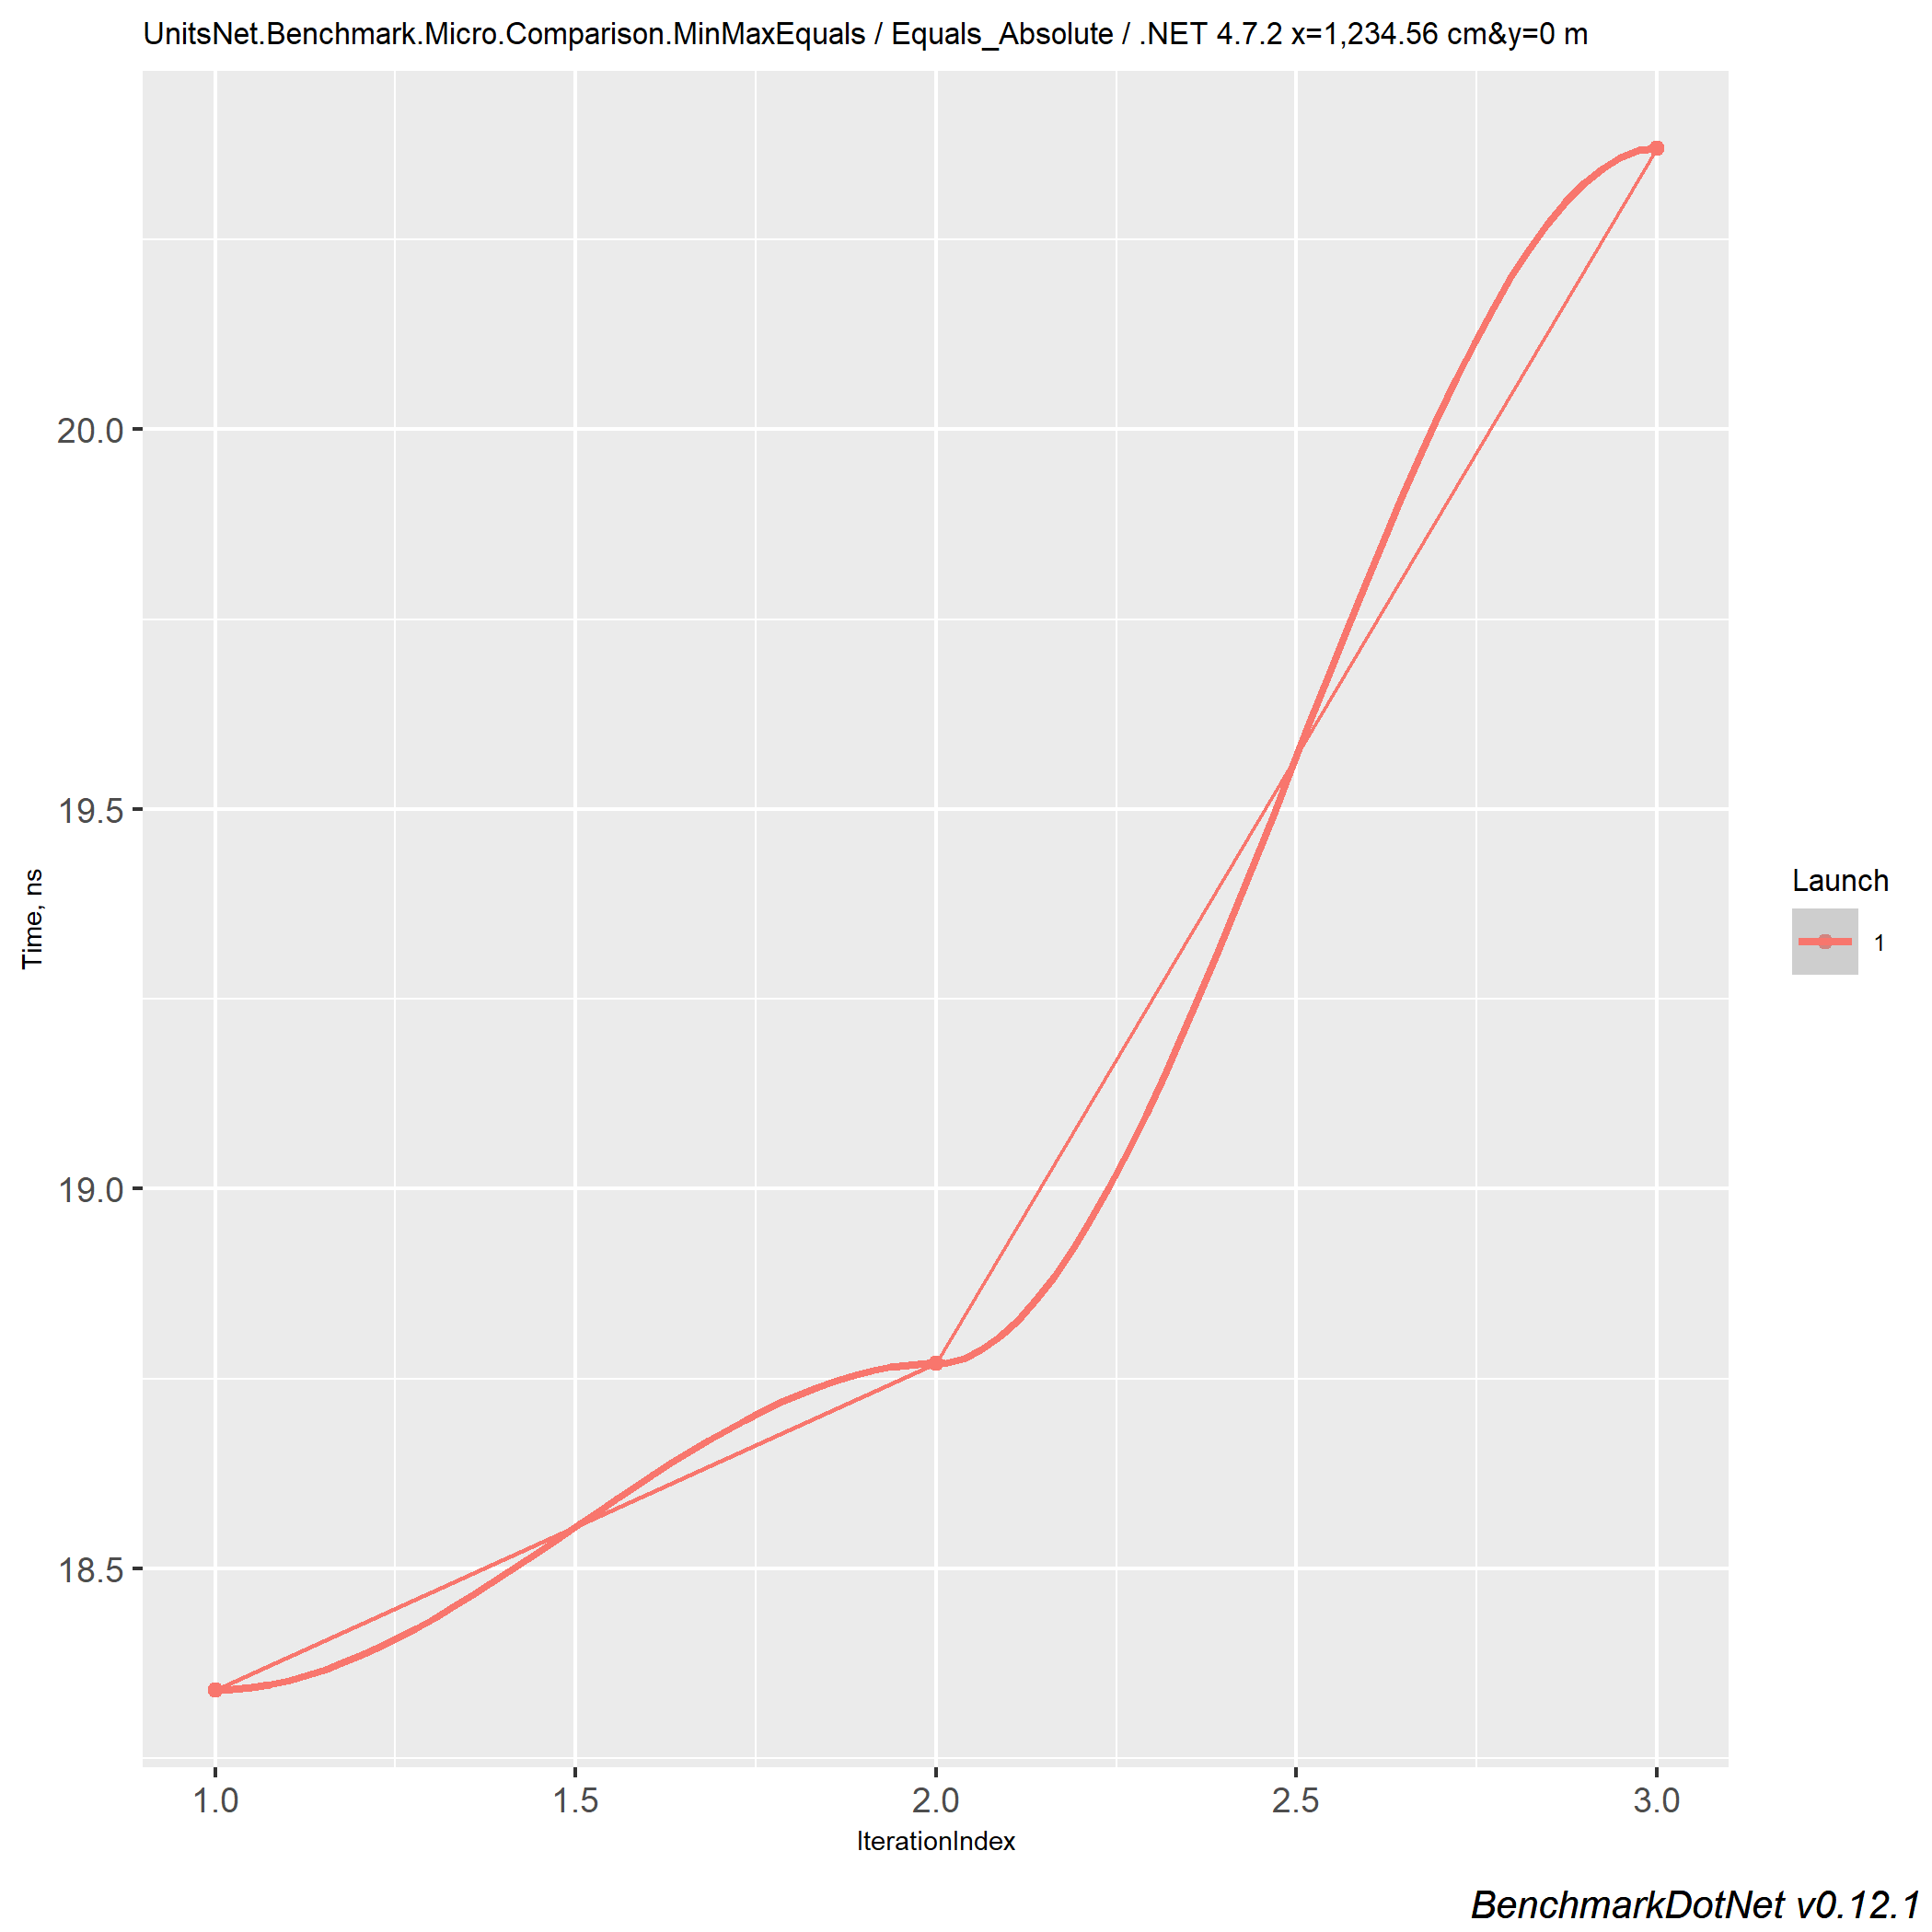 UnitsNet.Benchmark.Micro.Comparison.MinMaxEquals / Equals_Absolute / .NET 4.7.2 x=1,234.56 cm&y=0 m
20.0
19.5
19.0
18.5
Time, ns
1.0 1.5 2.0 2.5 3.0
IterationIndex
Launch
1
BenchmarkDotNet v0.12.1